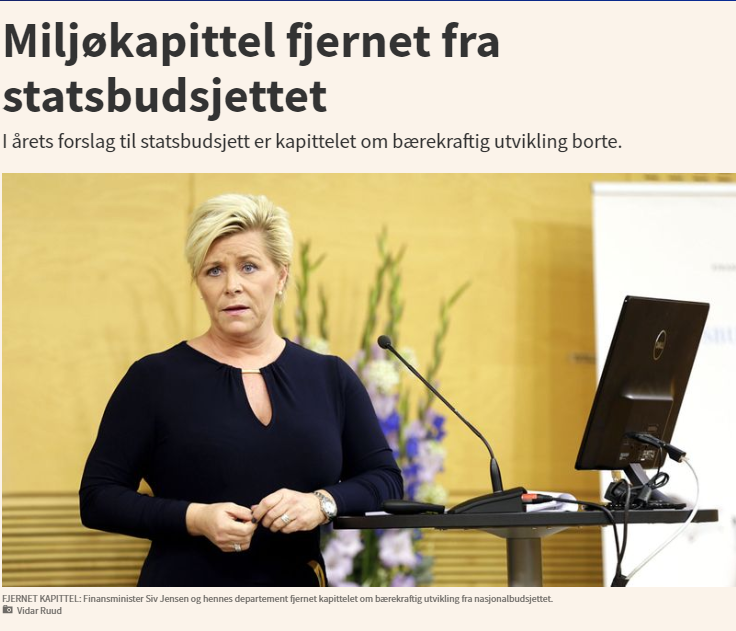 Miljøkapittel fjernet fra
statsbudsjettet
I årets forslag til statsbudsjett er kapittelet om bærekraftig utvikling borte.
DELL
FJERNET KAPITTEL: Finansminister Siv Jensen og hennes departement fjernet kapittelet om bærekraftig utvikling fra nasjonalbudsjettet.
Vidar Ruud